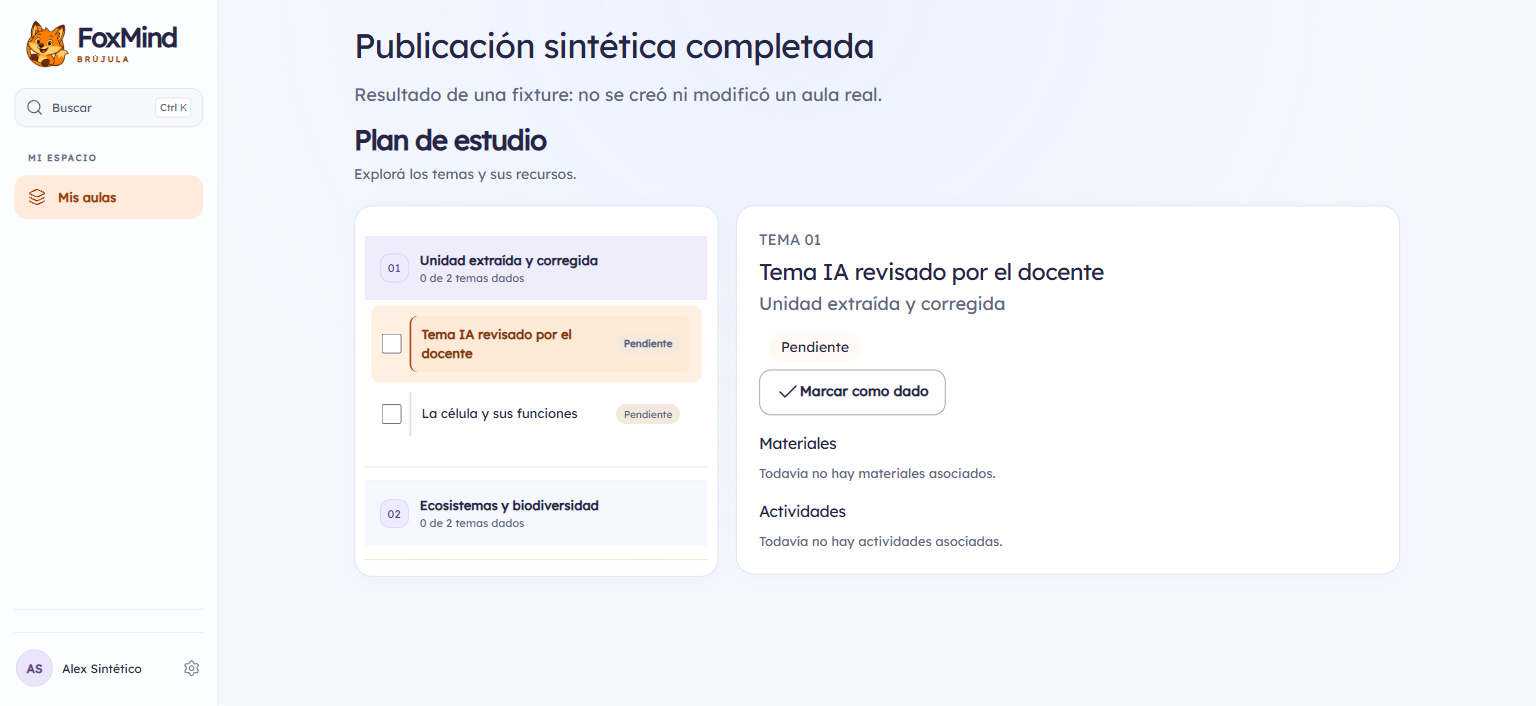 FoxMind
BRÚJULA
Buscar
Ctrl K
MI ESPACIO
Mis aulas
AS
Alex Sintético
Publicación sintética completada
Resultado de una fixture: no se creó ni modificó un aula real.
Plan de estudio
Explorá los temas y sus recursos.
01
Unidad extraída y corregida
0 de 2 temas dados
Tema IA revisado por el
docente
Pendiente
La célula y sus funciones
Pendiente
02
Ecosistemas y biodiversidad
0 de 2 temas dados
TEMA 01
Tema IA revisado por el docente
Unidad extraída y corregida
Pendiente
Marcar como dado
Materiales
Todavía no hay materiales asociados.
Actividades
Todavía no hay actividades asociadas.